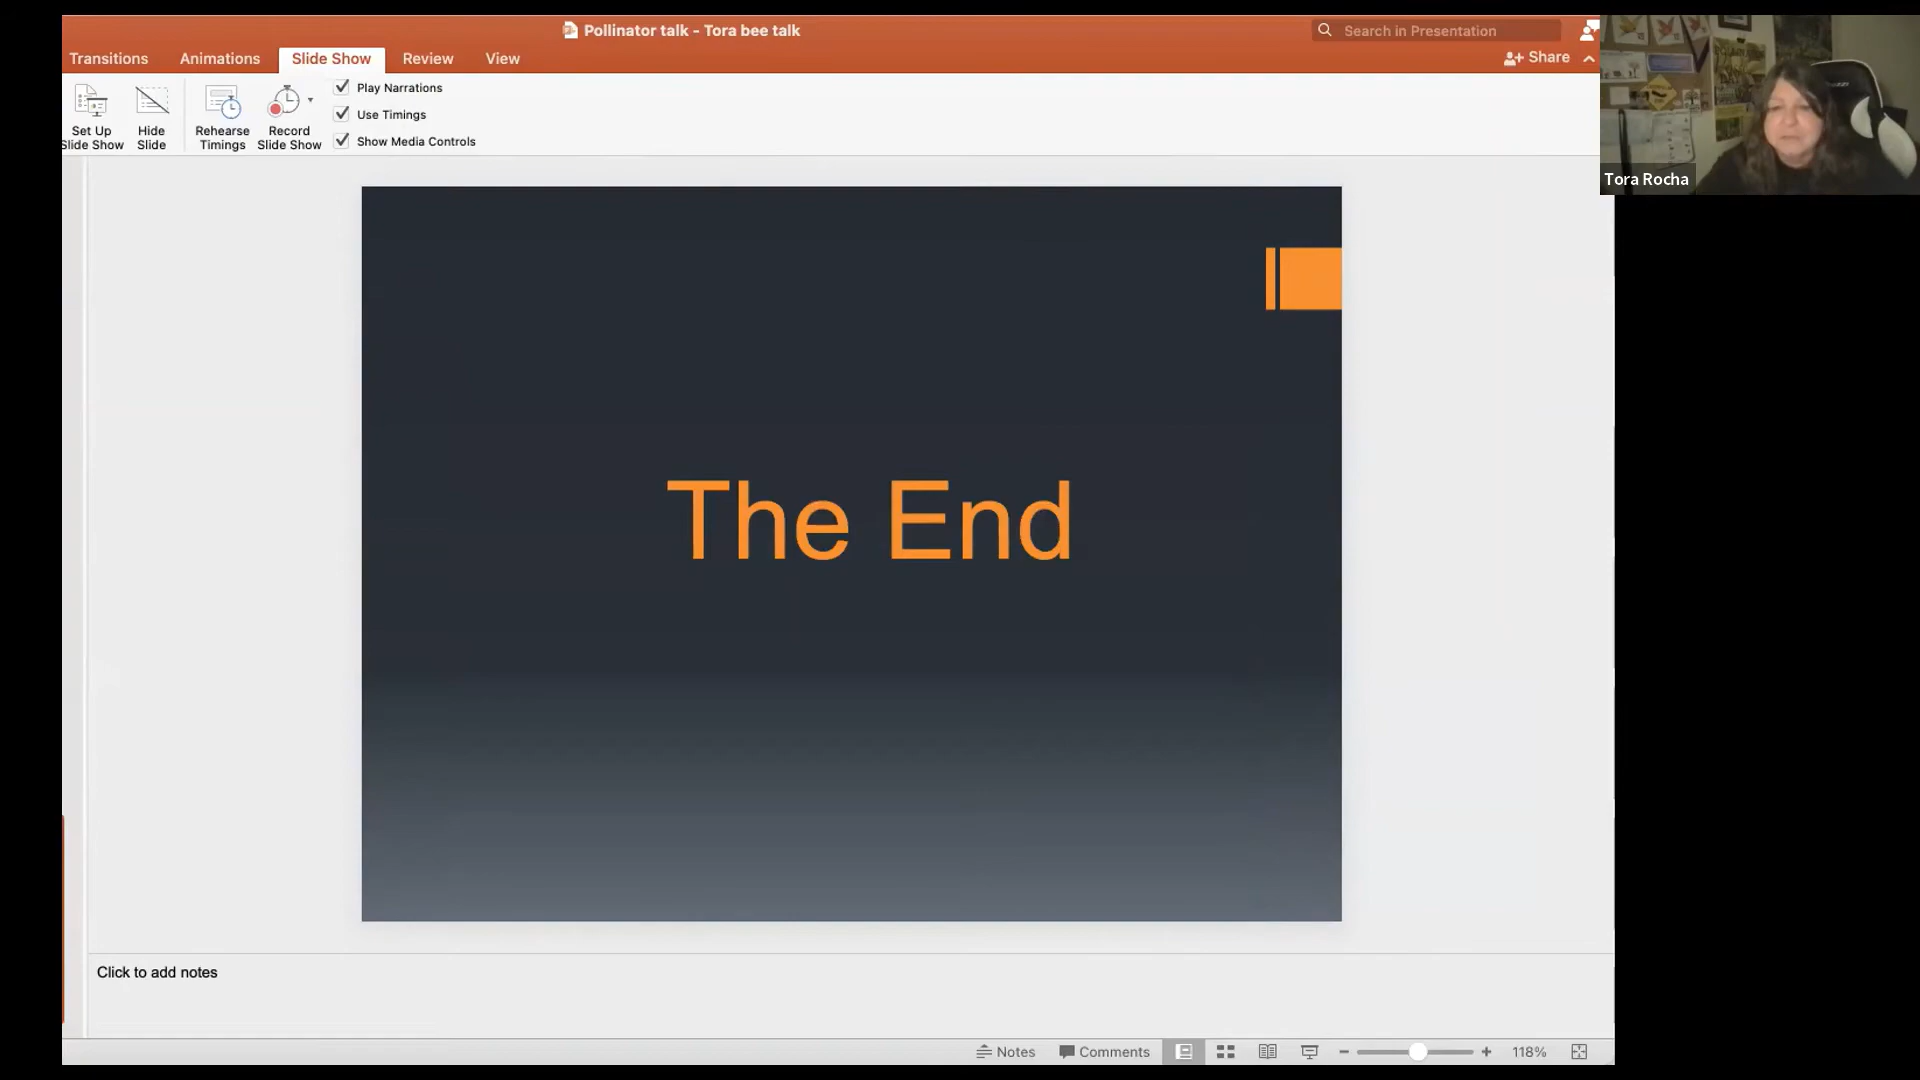 Pollinator talk - Tora bee talk
Search in Presentation
Transitions
Animations
Slide Show
Review
View
Share
Set Up
Slide Show
Hide
Slide
Rehearse
Timings
Record
Slide Show
Play Narrations
Use Timings
Show Media Controls
Tora Rocha
The End
Click to add notes
Notes
Comments
118%